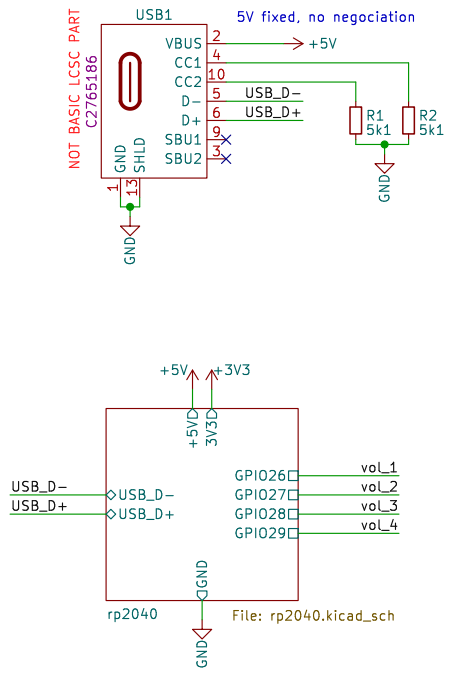 USB1
5V fixed, no negociation
NOT BASIC LCSC PART
C2765186
VBUS 2 +5V
CC1 4
CC2 10
D- 5 USB_D-
D+ 6 USB_D+
SBU1 9
SBU2 3
GND
SHLD
1
13
GND
R1
5k1
R2
5k1
GND
+5V
+3V3
+5V
3V3
USB_D- USB_D-
USB_D+ USB_D+
GPIO26 vol_1
GPIO27 vol_2
GPIO28 vol_3
GPIO29 vol_4
GND
rp2040
File: rp2040.kicad_sch
GND